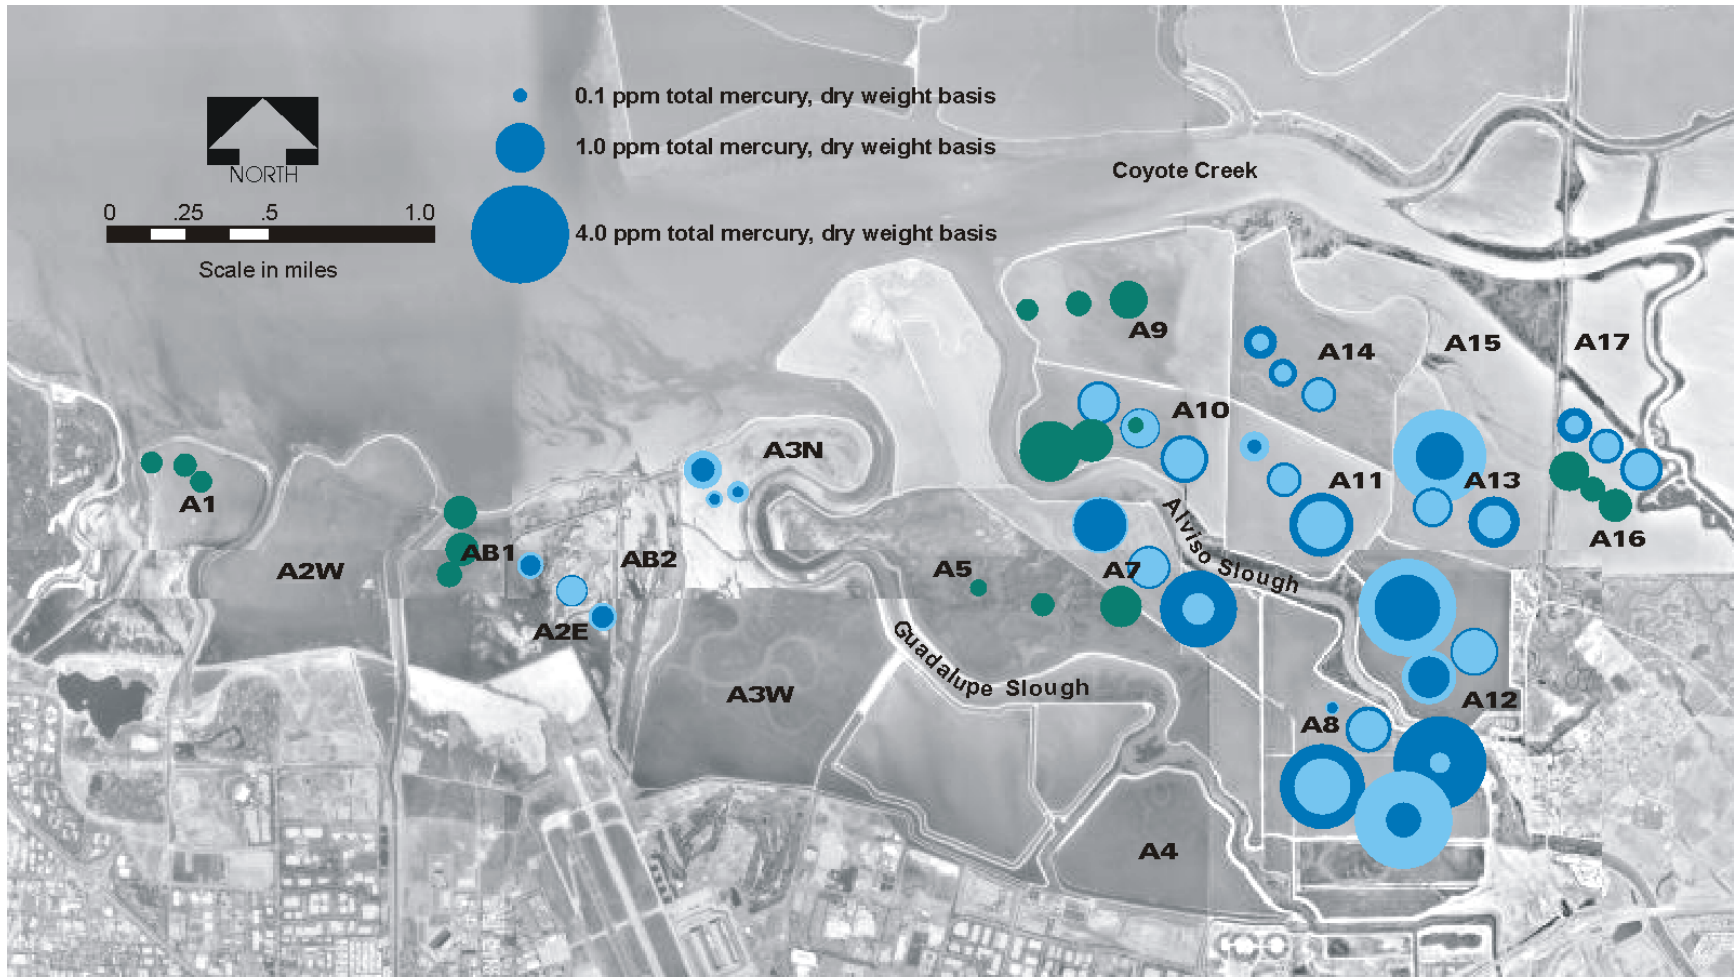 0.1 ppm total mercury, dry weight basis
1.0 ppm total mercury, dry weight basis
4.0 ppm total mercury, dry weight basis
NORTH
0 .25 .5 1.0
Scale in miles
Coyote Creek
A9
A14
A15
A17
A10
A3N
A1
A11
A13
A16
Alviso Slough
AB1
AB2
A2W
A5
A7
A2E
Guadalupe Slough
A3W
A12
A8
A4